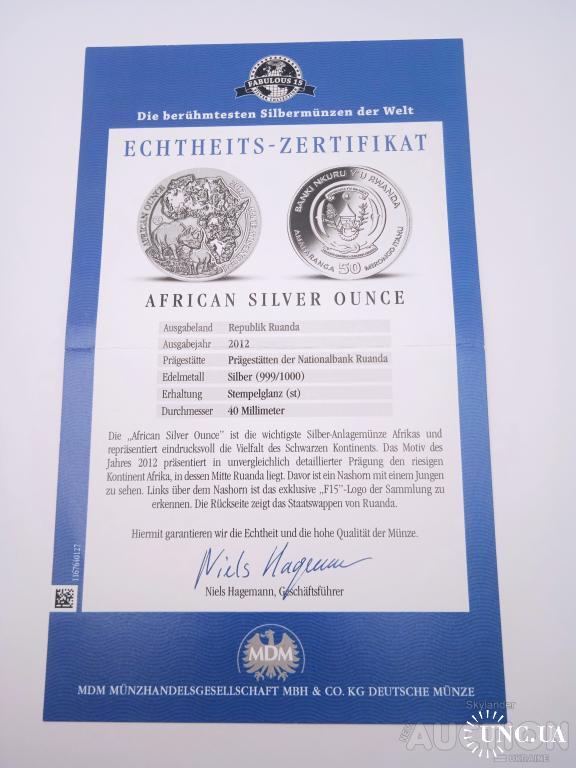 FABULOUS 15
Die berühmtesten Silbermünzen der Welt
ECHTHEITS-ZERTIFIKAT
AFRICAN OUNCE
BANKI NKURU Y'U RWANDA
AMAFARANGA 50 MIRONGO ITANU
AFRICAN SILVER OUNCE
Ausgabeland Republik Ruanda
Ausgabejahr 2012
Prägestätte Prägestätten der Nationalbank Ruanda
Edelmetall Silber (999/1000)
Erhaltung Stempelglanz (st)
Durchmesser 40 Millimeter
Die „African Silver Ounce" ist die wichtigste Silber-Anlagemünze Afrikas und
repräsentiert eindrucksvoll die Vielfalt des Schwarzen Kontinents. Das Motiv des
Jahres 2012 präsentiert in unvergleichlich detaillierter Prägung den riesigen
Kontinent Afrika, in dessen Mitte Ruanda liegt. Davor ist ein Nashorn mit einem Jungen
zu sehen. Links über dem Nashorn ist das exklusive „F15"-Logo der Sammlung zu
erkennen. Die Rückseite zeigt das Staatswappen von Ruanda.
Hiermit garantieren wir die Echtheit und die hohe Qualität der Münze.
Niels Hagemann
Niels Hagemann, Geschäftsführer
1167640127
MDM
MDM MÜNZHANDELSGESELLSCHAFT MBH & CO. KG DEUTSCHE MÜNZE
Skylander
AUCTION
UNC.UA
UKRAINE